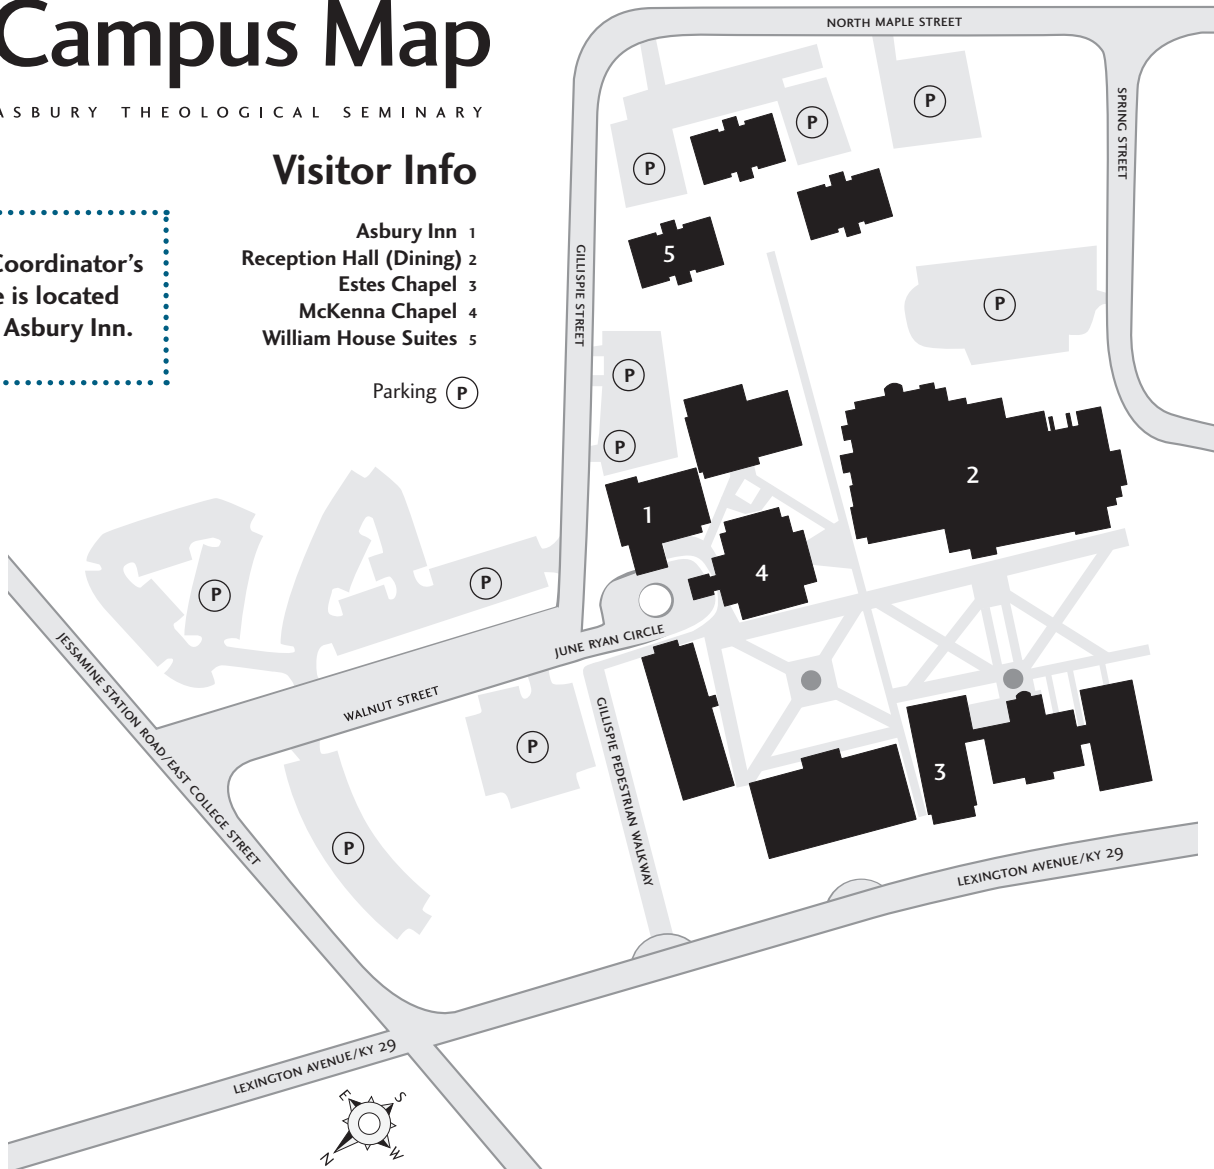 Campus Map
ASBURY THEOLOGICAL SEMINARY
Visitor Info
Asbury Inn 1
Reception Hall (Dining) 2
Estes Chapel 3
McKenna Chapel 4
William House Suites 5
Parking P
Coordinator's
is located
Asbury Inn.
NORTH MAPLE STREET
SPRING STREET
GILLISPIE STREET
P
P
P
5
P
P
P
2
1
4
P
P
JUNE RYAN CIRCLE
WALNUT STREET
JESSAMINE STATION ROAD/EAST COLLEGE STREET
GILLISPIE PEDESTRIAN WALKWAY
P
3
P
LEXINGTON AVENUE/KY 29
LEXINGTON AVENUE/KY 29
E S
N W